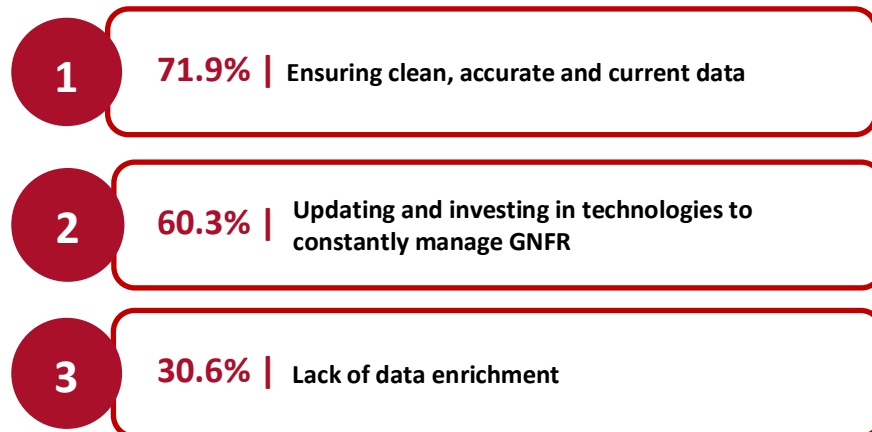 1
71.9% | Ensuring clean, accurate and current data
2
60.3% | Updating and investing in technologies to
constantly manage GNFR
3
30.6% | Lack of data enrichment